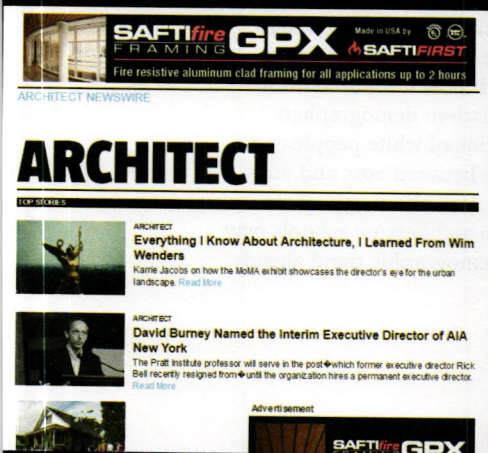 SAFTIfire GPX Made in USA by
FRAMING SAFTIFIRST
Fire resistive aluminum clad framing for all applications up to 2 hours
ARCHITECT NEWSWIRE
ARCHITECT
TOP STORIES
ARCHITECT
Everything I Know About Architecture, I Learned From Wim
Wenders
Karrie Jacobs on how the MoMA exhibit showcases the director's eye for the urban
landscape. Read More
ARCHITECT
David Burney Named the Interim Executive Director of AIA
New York
The Pratt Institute professor will serve in the post�which former executive director Rick
Bell recently resigned from�until the organization hires a permanent executive director.
Read More
Advertisement
SAFTIfire GPX